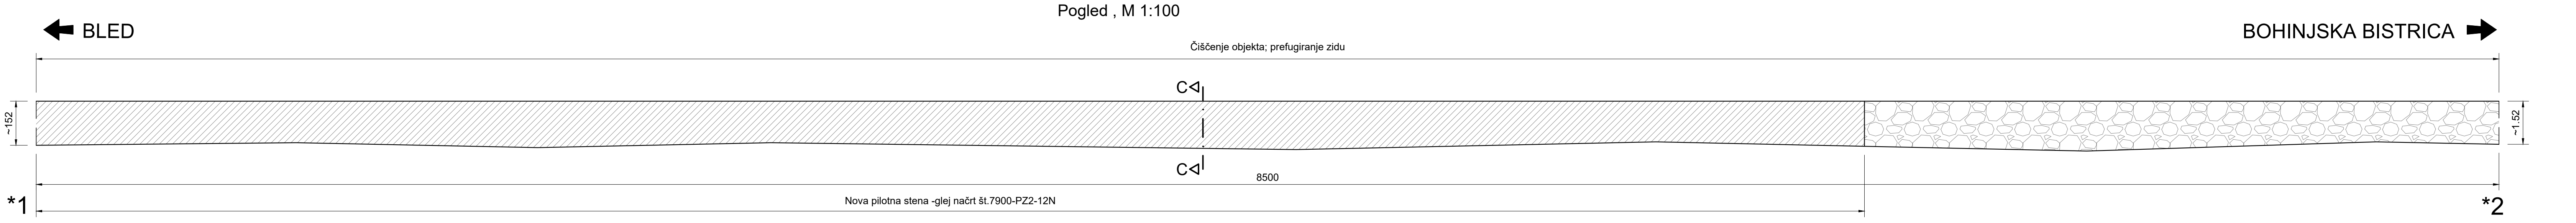 Pogled , M 1:100
BLED
BOHINJSKA BISTRICA
Čiščenje objekta; prefugiranje zidu
C
~152
~1.52
C
8500
*1
Nova pilotna stena -glej načrt št.7900-PZ2-12N
*2